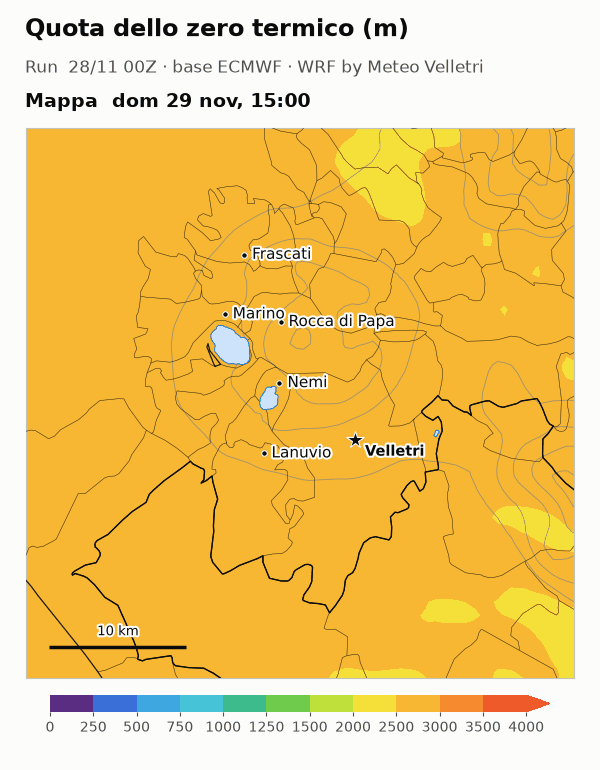 Quota dello zero termico (m)
Run  28/11 00Z · base ECMWF · WRF by Meteo Velletri
Mappa  dom 29 nov, 15:00
Frascati
Marino
Rocca di Papa
Nemi
Velletri
Lanuvio
10 km
0 250 500 750 1000 1250 1500 2000 2500 3000 3500 4000